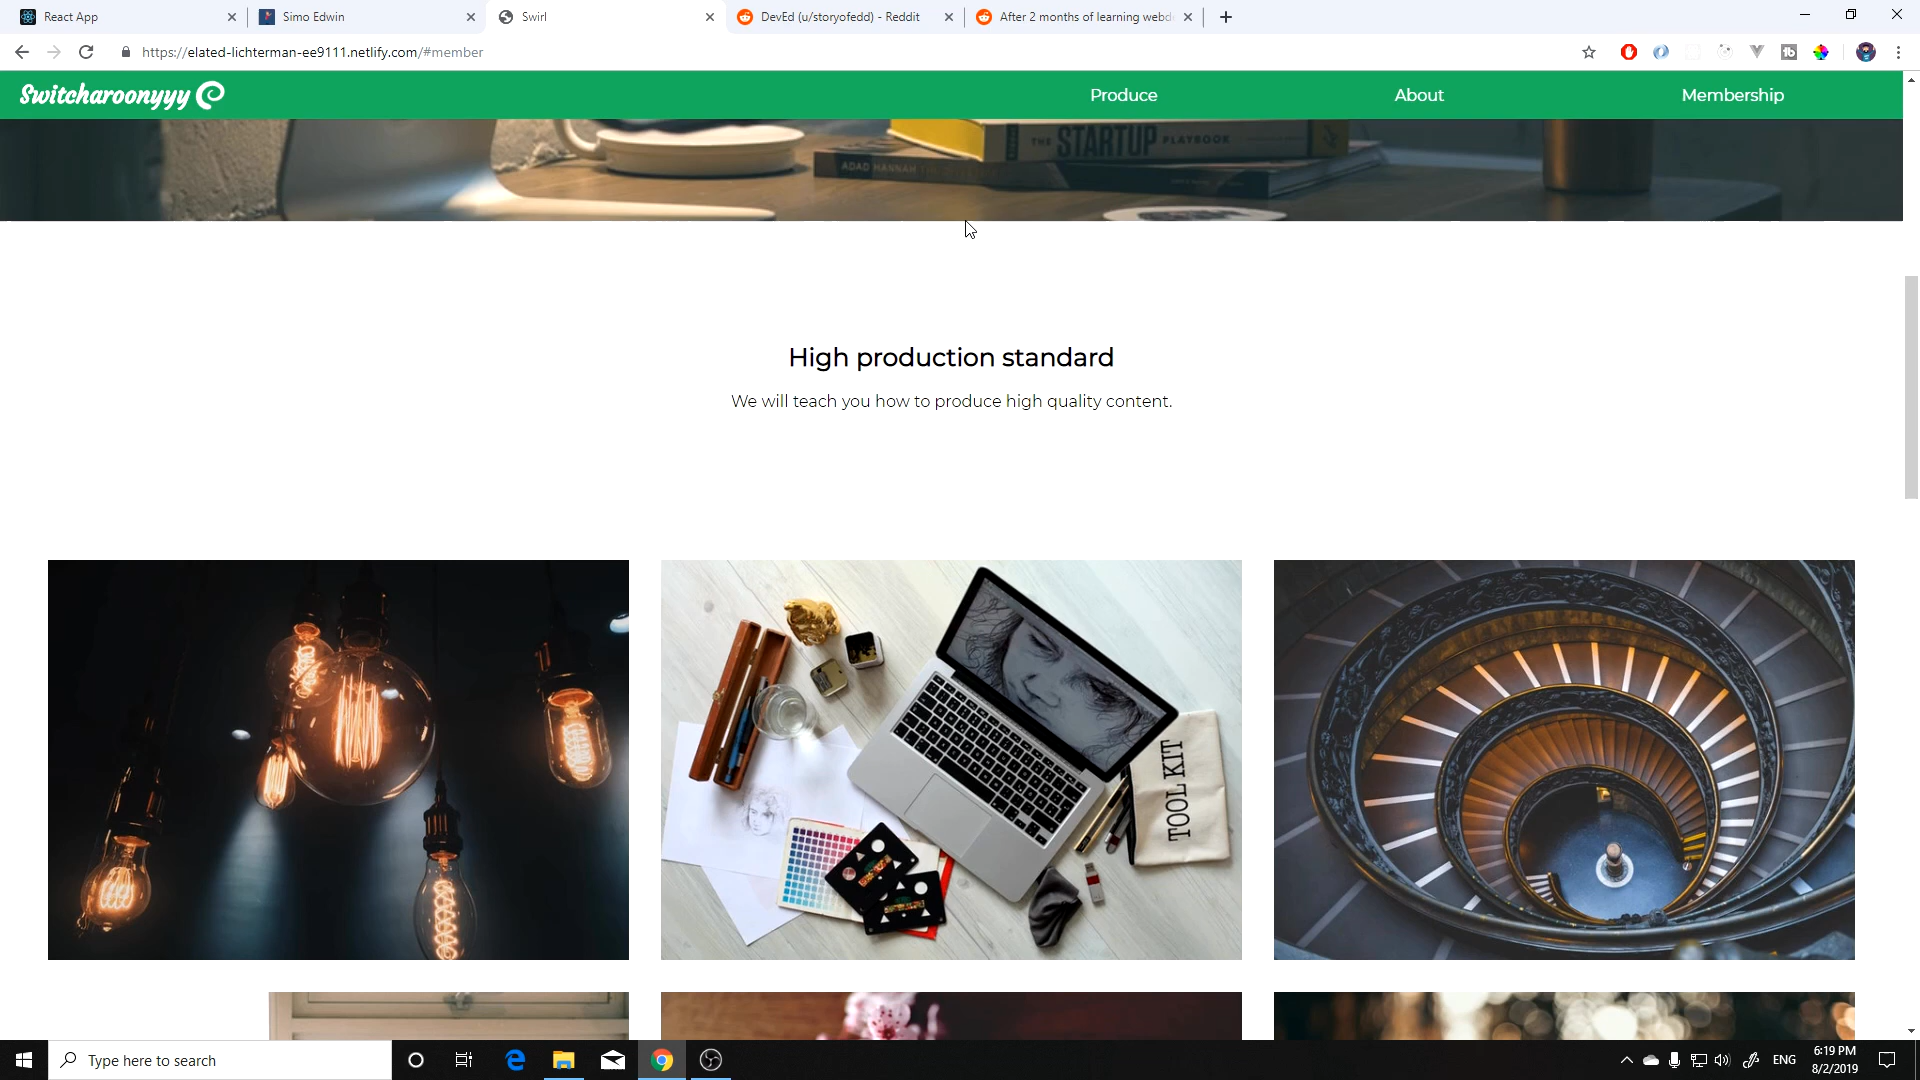 React App
Simo Edwin
Swirl
DevEd (u/storyofedd) - Reddit
After 2 months of learning webd
https://elated-lichterman-ee9111.netlify.com/#member
Switcharoonyyy
Produce
About
Membership
THE STARTUP PLAYBOOK
ADAD HANNAH
High production standard
We will teach you how to produce high quality content.
TOOL KIT
Type here to search
ENG
6:19 PM
8/2/2019